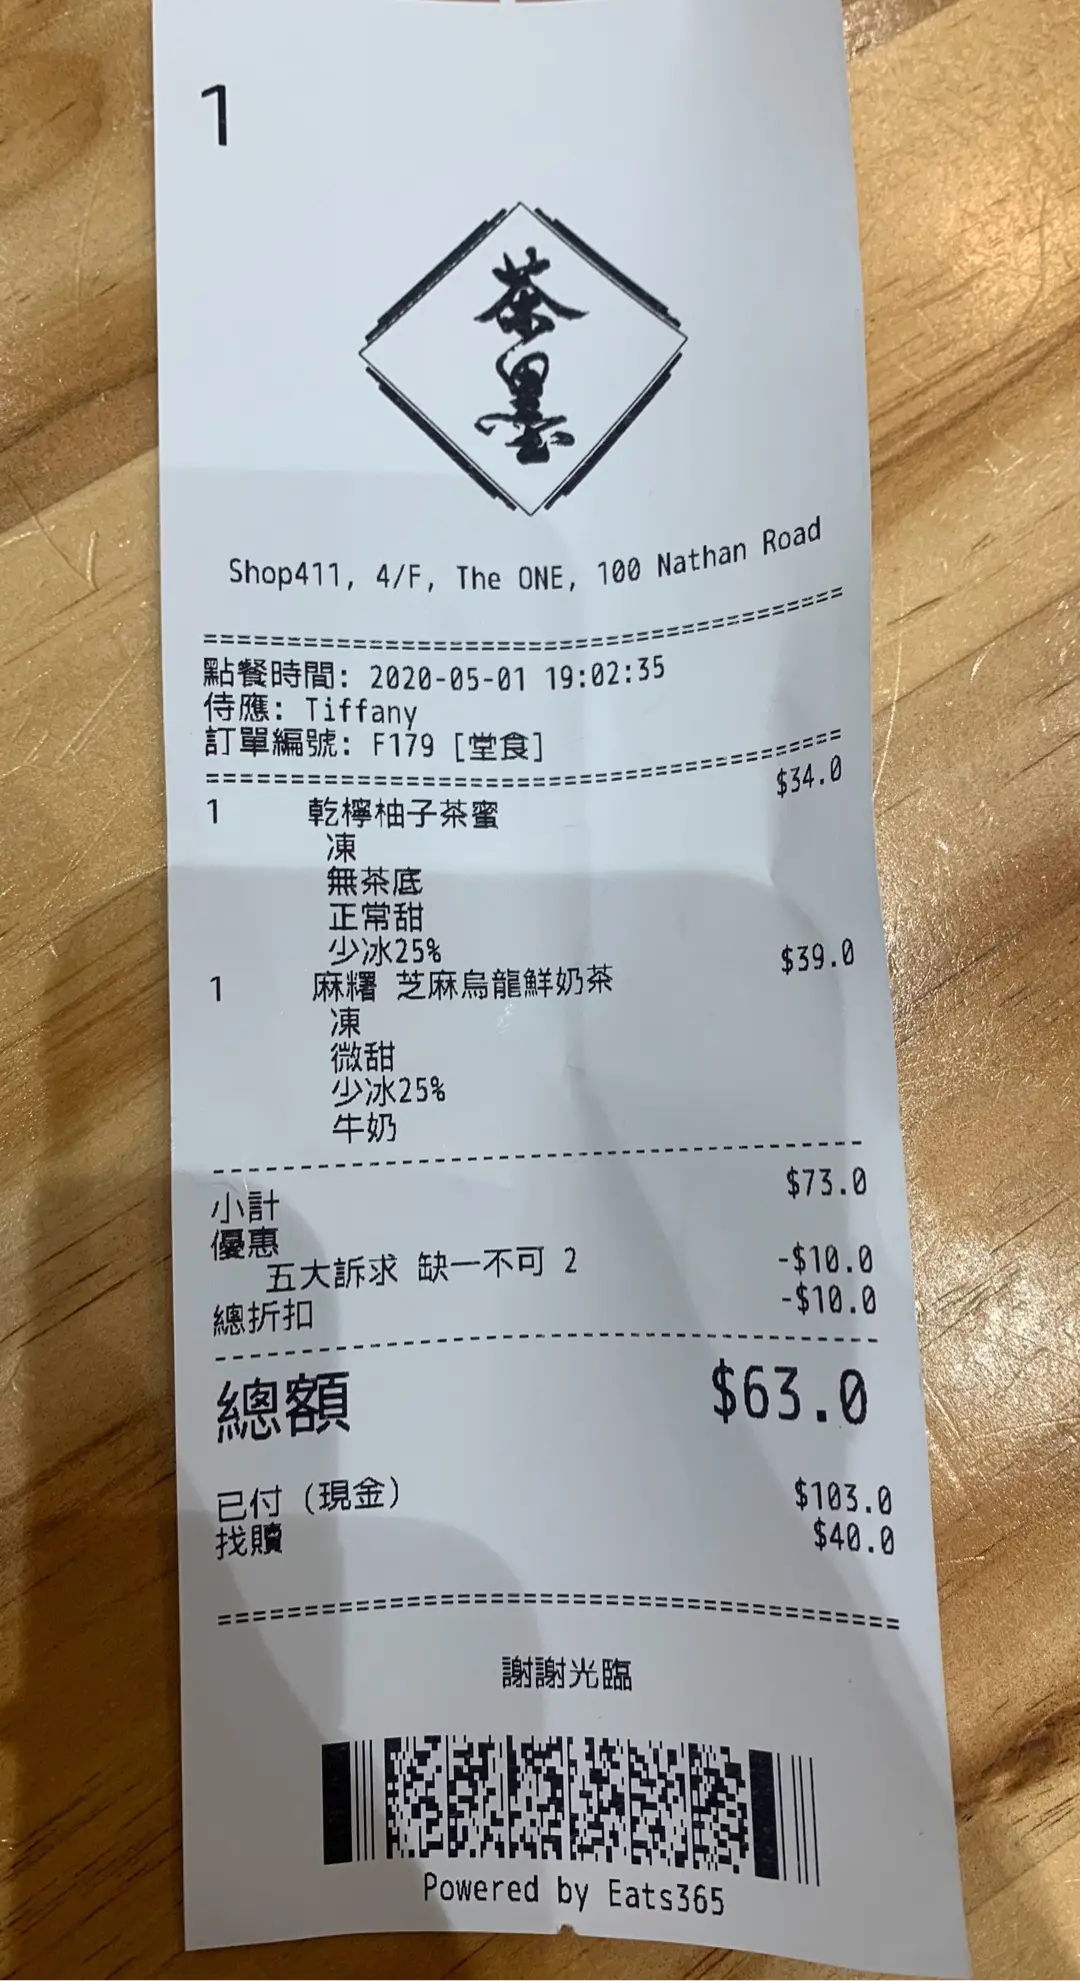 1
茶
墨
Shop411, 4/F, The ONE, 100 Nathan Road
======================================
點餐時間: 2020-05-01 19:02:35
侍應: Tiffany
訂單編號: F179 [堂食]
======================================
1 乾檸柚子茶蜜 $34.0
凍
無茶底
正常甜
少冰25%
1 麻糬 芝麻烏龍鮮奶茶 $39.0
凍
微甜
少冰25%
牛奶
--------------------------------------
小計 $73.0
優惠
五大訴求 缺一不可 2 -$10.0
總折扣 -$10.0
--------------------------------------
總額 $63.0
已付 (現金) $103.0
找贖 $40.0
======================================
謝謝光臨
Powered by Eats365